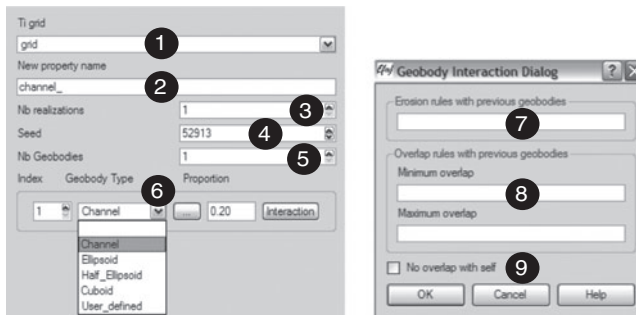 Ti grid
grid
1
New property name
channel_
2
Nb realizations
1
3
Seed
52913
4
Nb Geobodies
1
5
Index Geobody Type Proportion
6
1 Channel ... 0.20 Interaction
Channel
Ellipsoid
Half_Ellipsoid
Cuboid
User_defined
Geobody Interaction Dialog ?
Erosion rules with previous geobodies
7
Overlap rules with previous geobodies
Minimum overlap
8
Maximum overlap
No overlap with self
9
OK Cancel Help